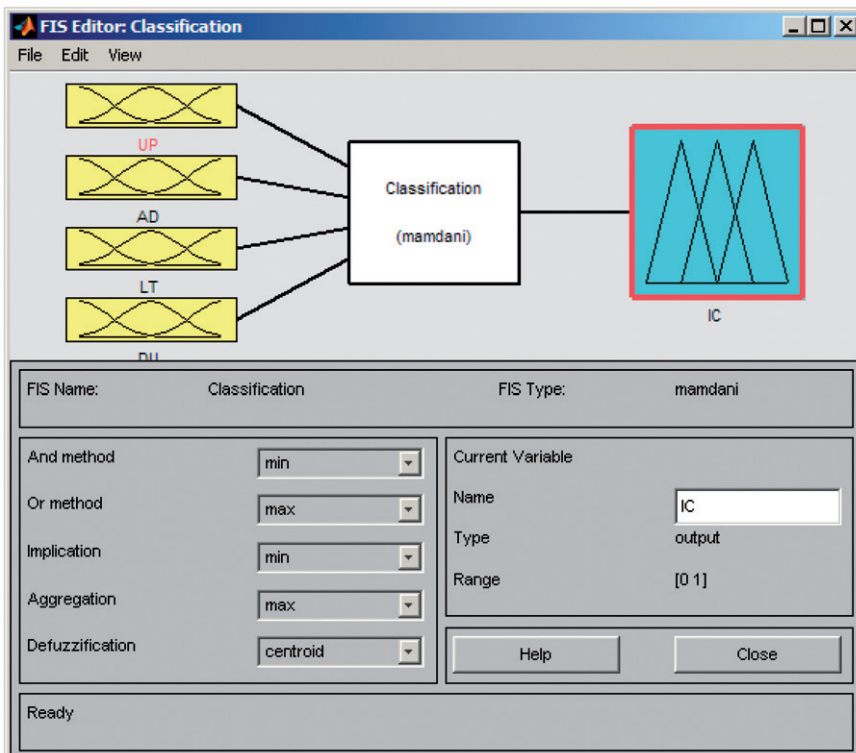 FIS Editor: Classification
File Edit View
UP
AD
LT
Classification
(mamdani)
IC
FIS Name: Classification FIS Type: mamdani
And method min
Or method max
Implication min
Aggregation max
Defuzzification centroid
Current Variable
Name IC
Type output
Range [0 1]
Help Close
Ready